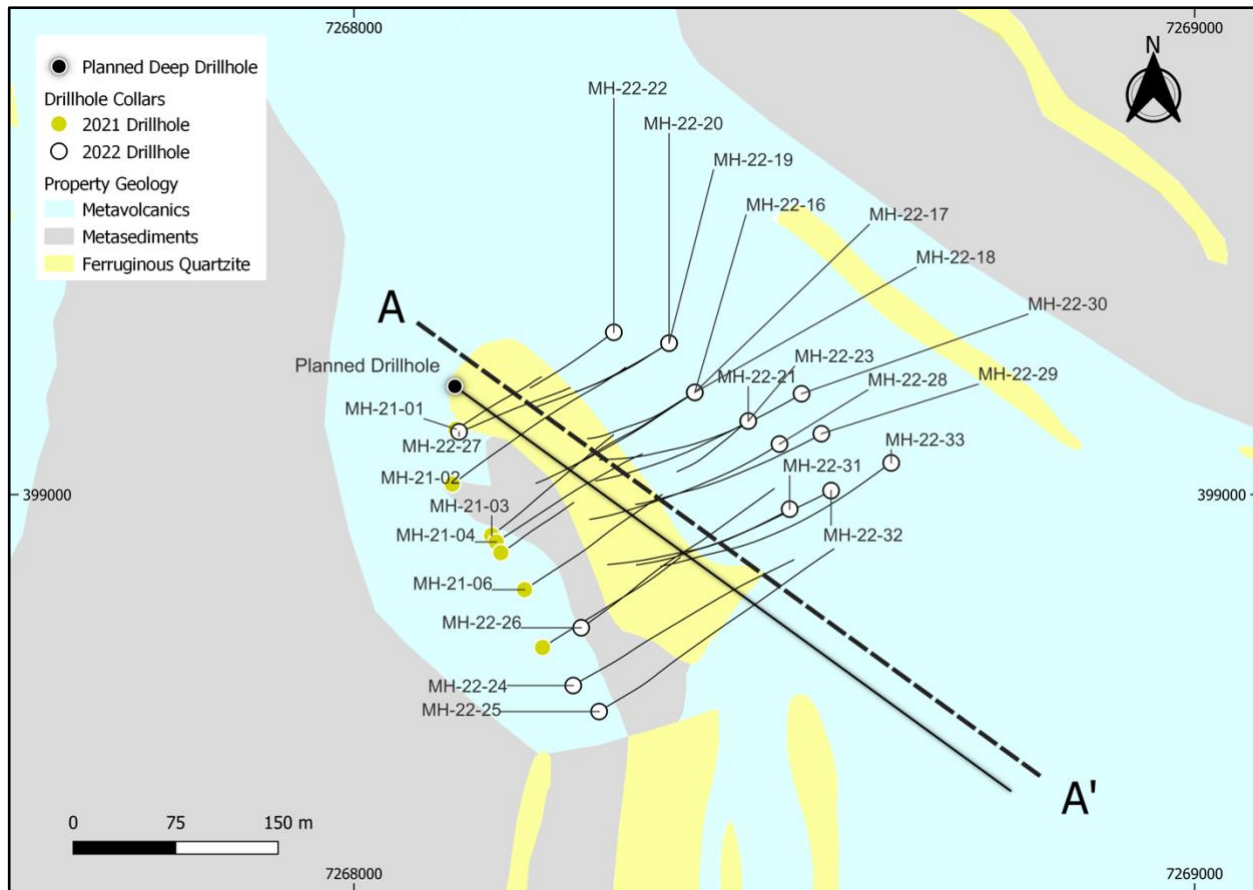 7268000
7269000
Planned Deep Drillhole
Drillhole Collars
2021 Drillhole
2022 Drillhole
Property Geology
Metavolcanics
Metasediments
Ferruginous Quartzite
N
MH-22-22
MH-22-20
MH-22-19
MH-22-16
MH-22-17
MH-22-18
MH-22-30
MH-22-23
MH-22-21
MH-22-28
MH-22-29
MH-22-33
MH-22-31
MH-22-32
A
Planned Drillhole
MH-21-01
MH-22-27
MH-21-02
MH-21-03
MH-21-04
MH-21-06
MH-22-26
MH-22-24
MH-22-25
399000
399000
A'
0 75 150 m
7268000
7269000